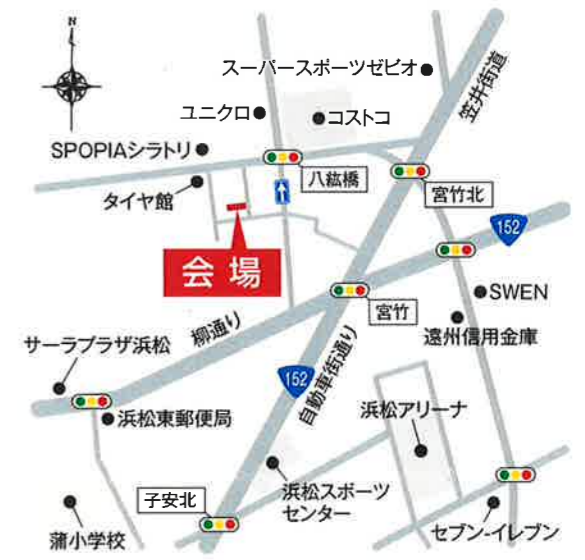 N
スーパースポーツゼビオ
笠井街道
ユニクロ
コストコ
SPOPIAシラトリ
八紘橋
タイヤ館
宮竹北
152
会場
SWEN
宮竹
遠州信用金庫
柳通り
サーラプラザ浜松
152
自動車街通り
浜松アリーナ
浜松東郵便局
浜松スポーツ
センター
子安北
蒲小学校
セブン-イレブン